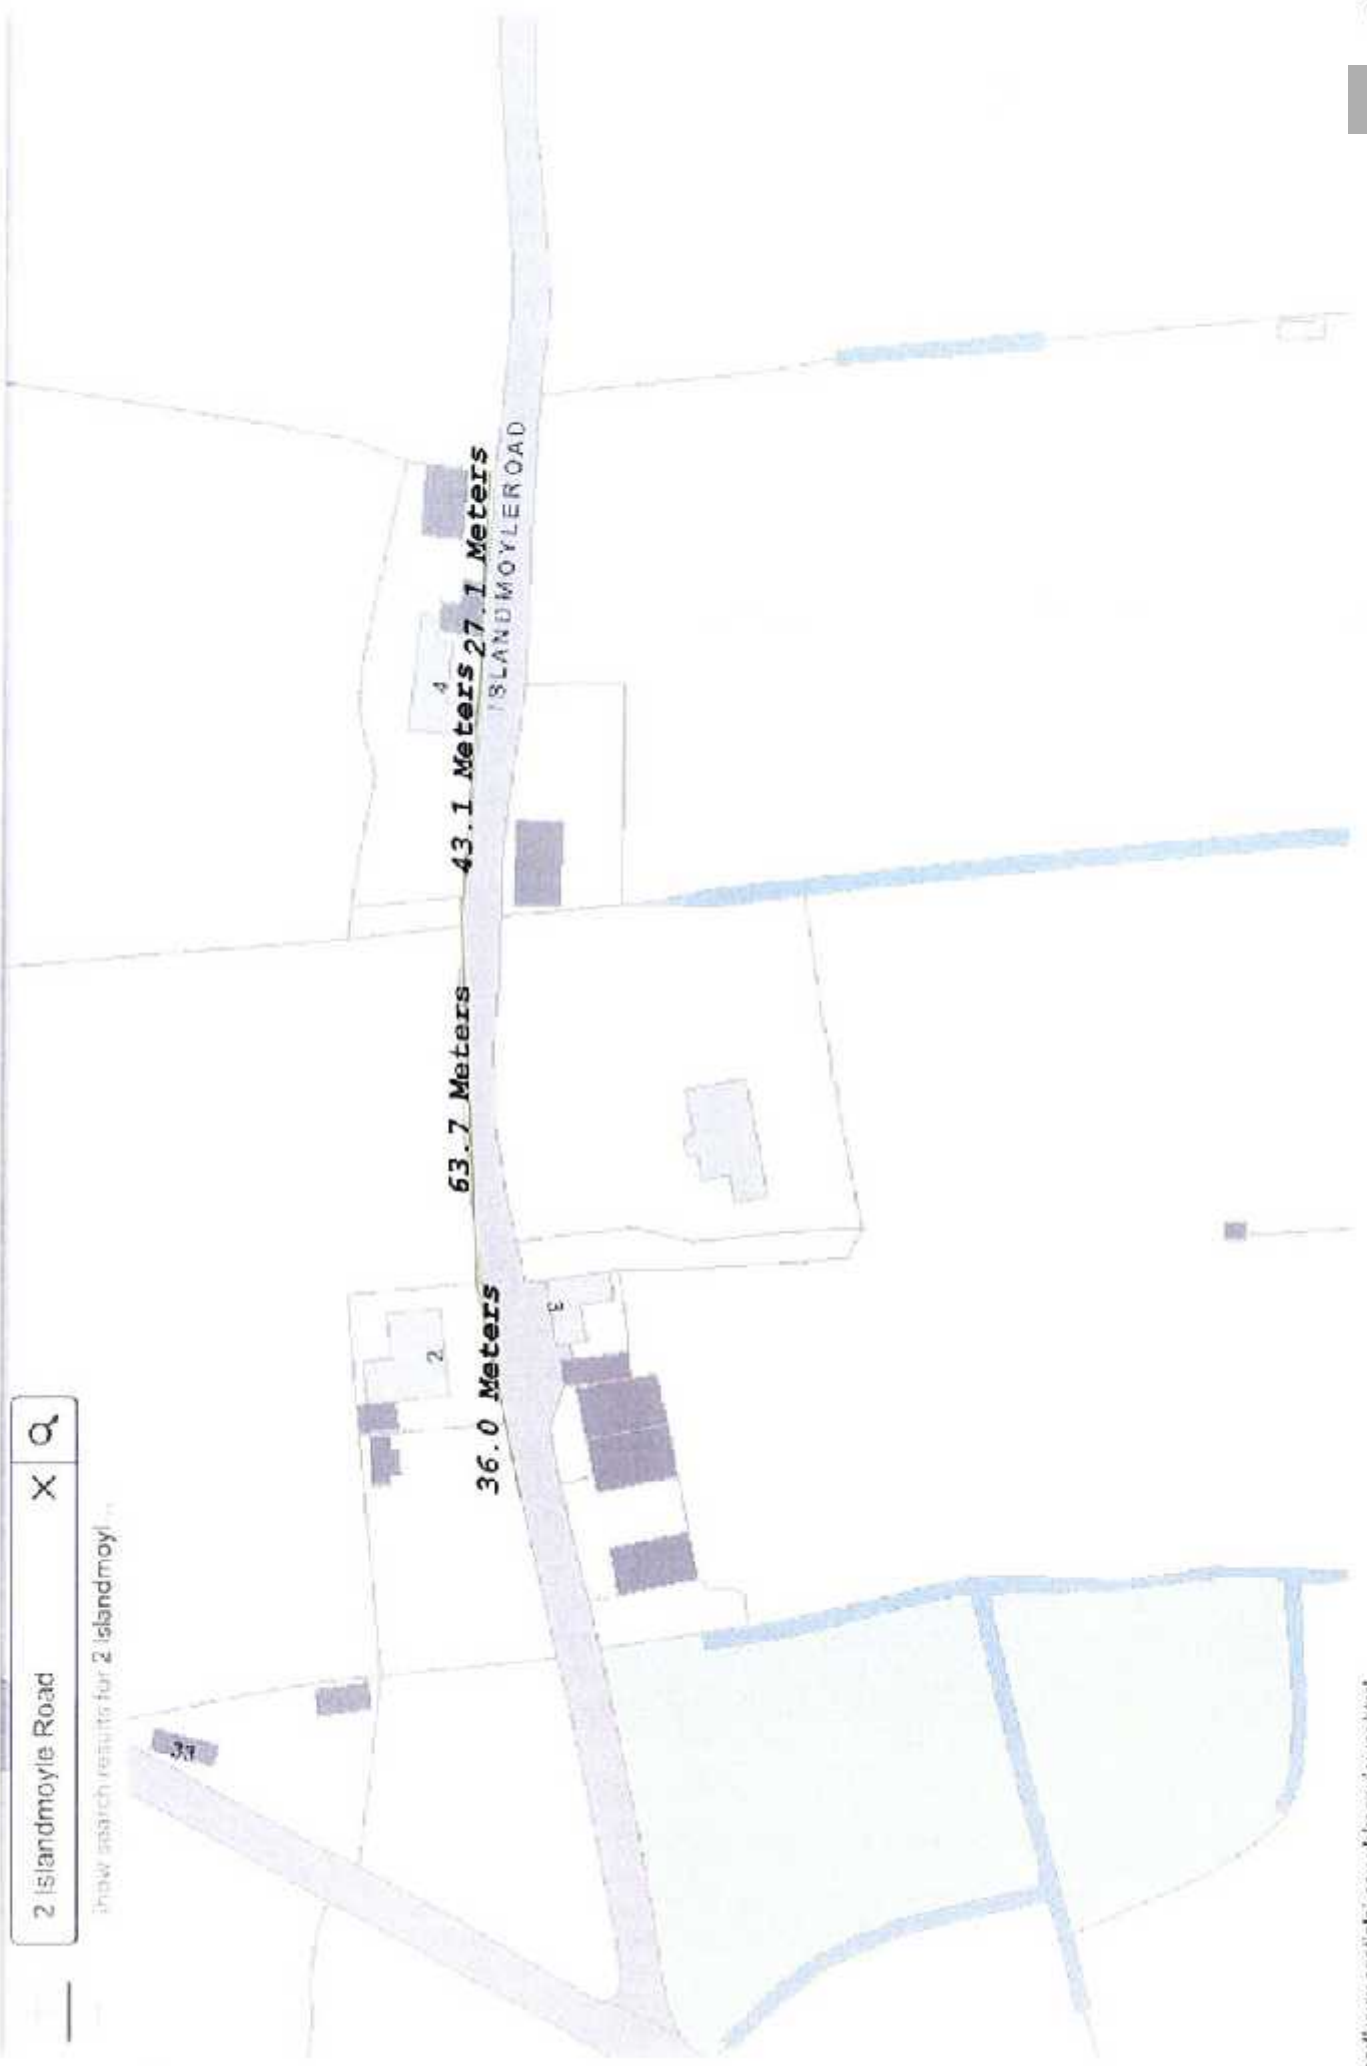 2 Islandmoyle Road
Show search results for 2 Islandmoyl ...
33
2
3
4
36.0 Meters
63.7 Meters
43.1 Meters
27.1 Meters
ISLANDMOYLE ROAD